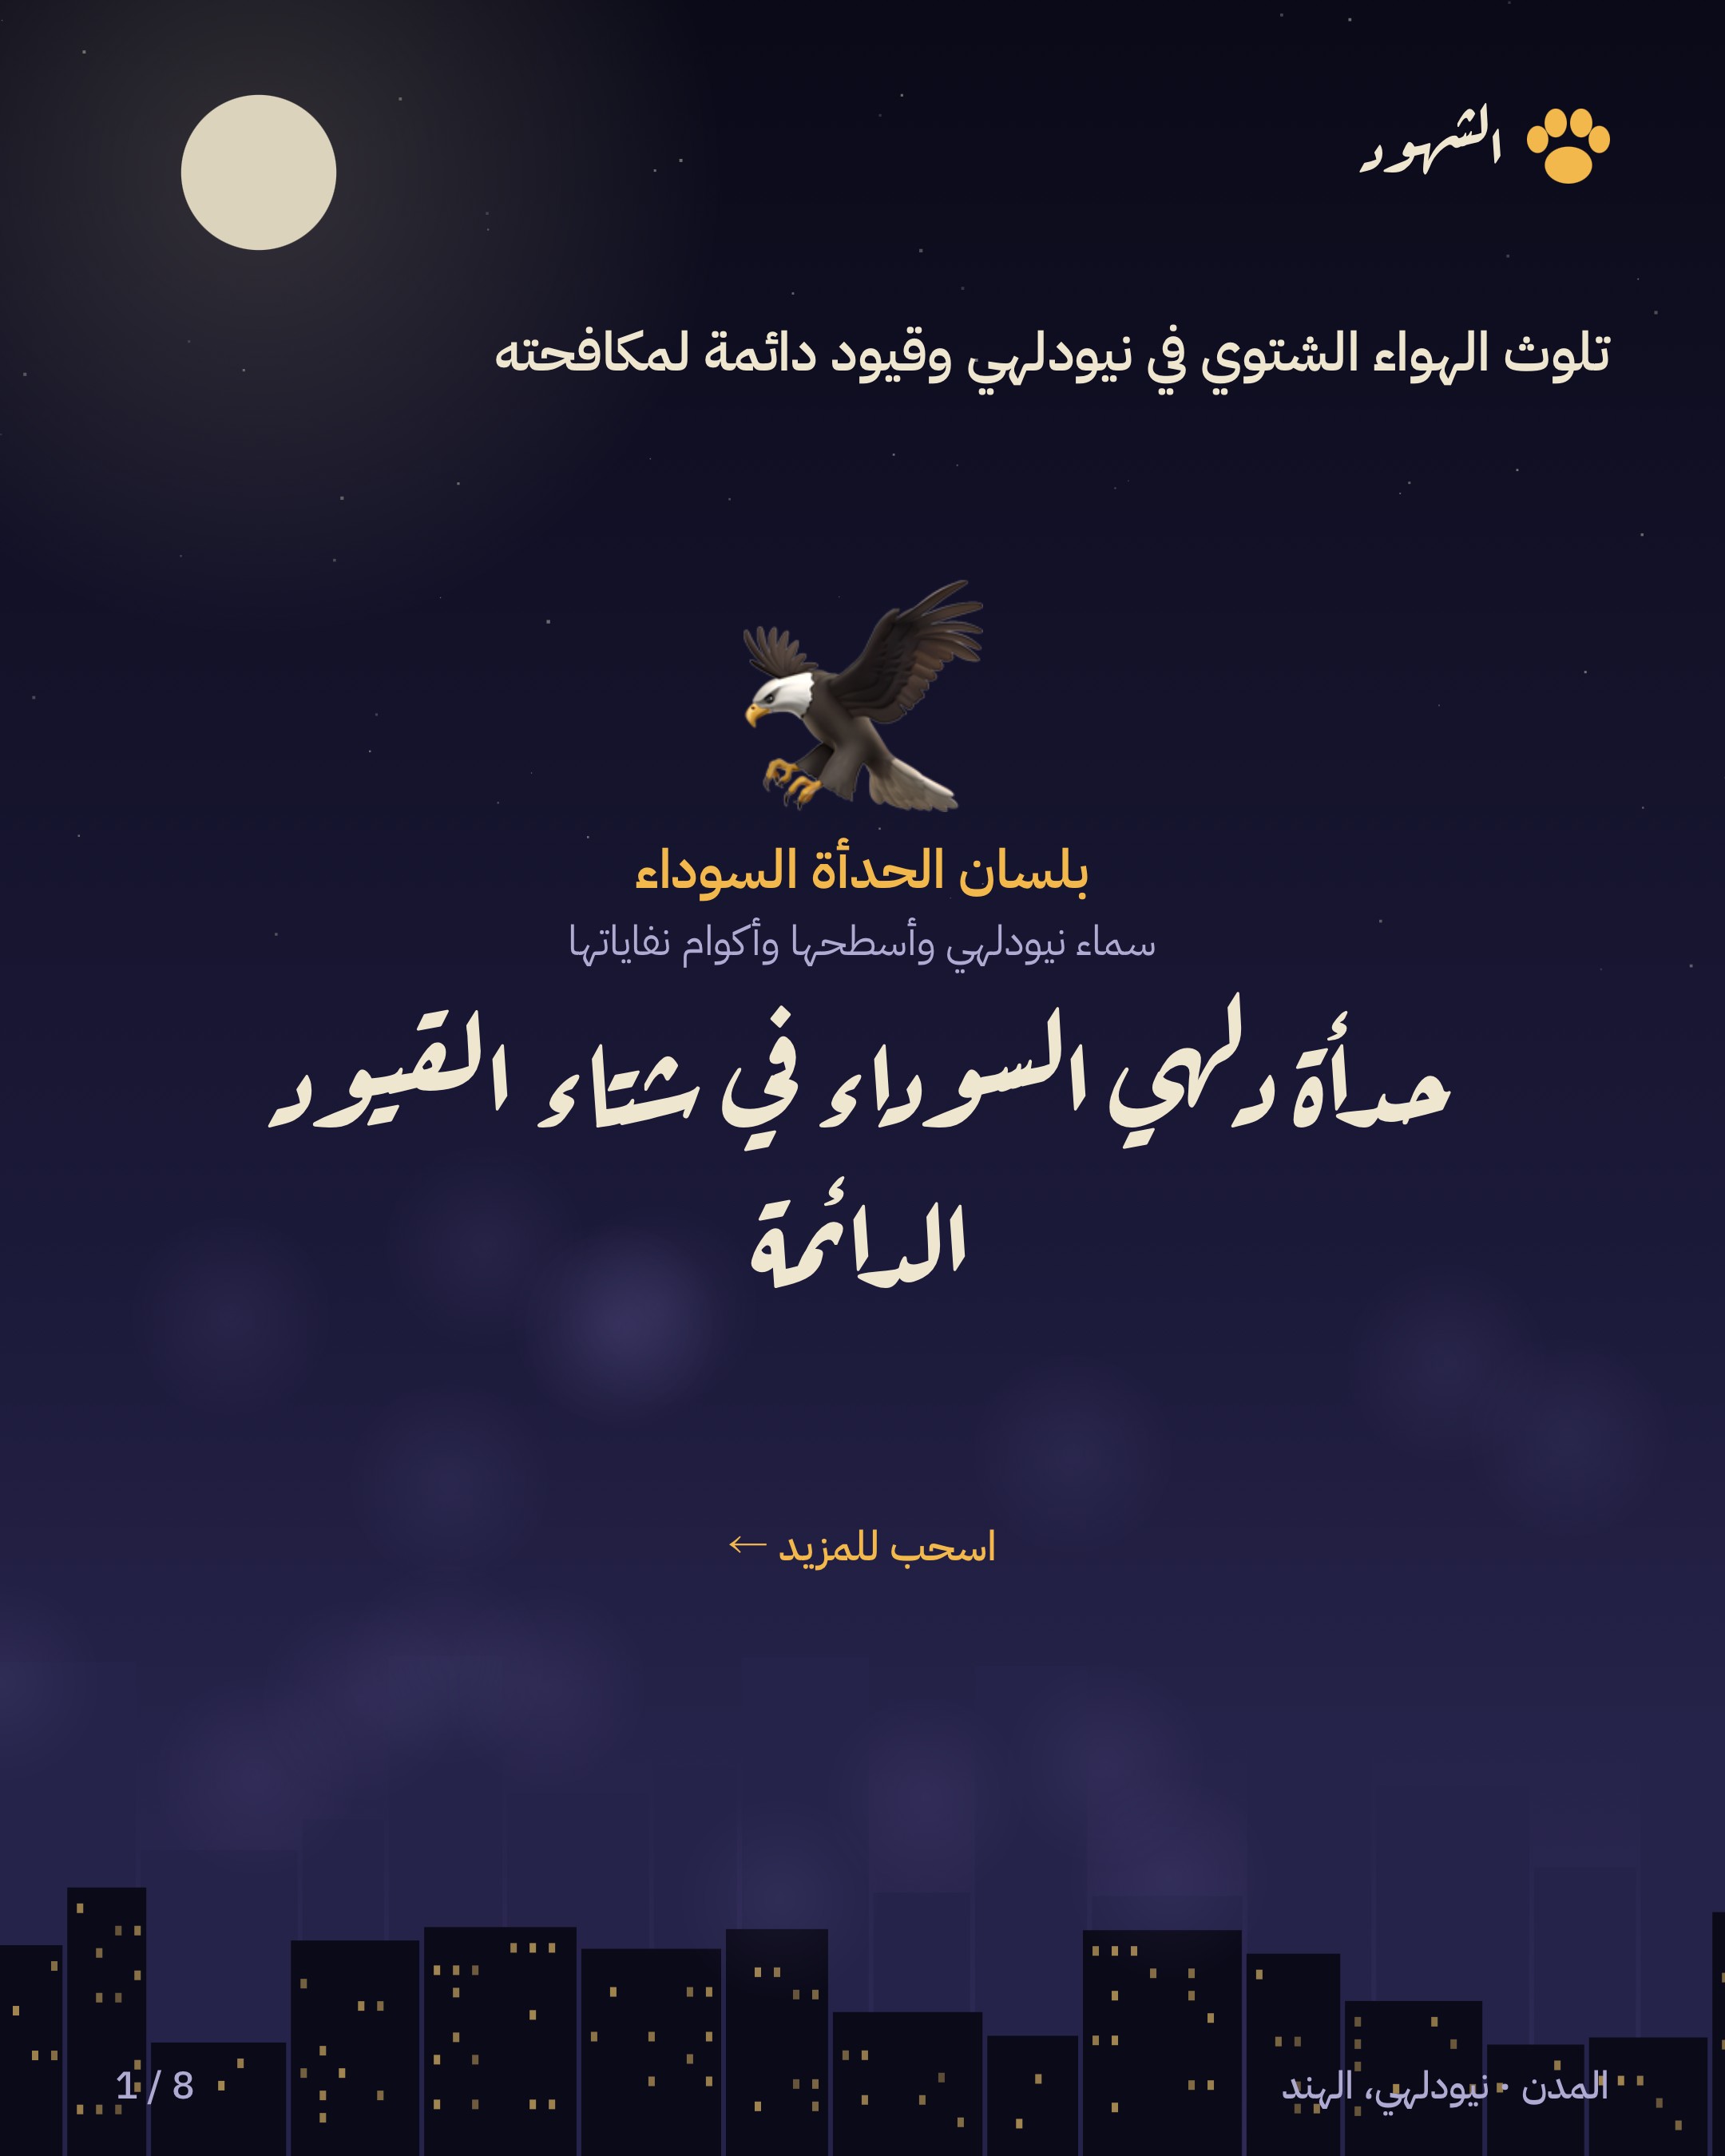 الشهود
تلوث الهواء الشتوي في نيودلهي وقيود دائمة لمكافحته
بلسان الحدأة السوداء
سماء نيودلهي وأسطحها وأكوام نفاياتها
حدأة دلهي السوداء في شتاء القيود
الدائمة
اسحب للمزيد ←
المدن · نيودلهي، الهند
1 / 8